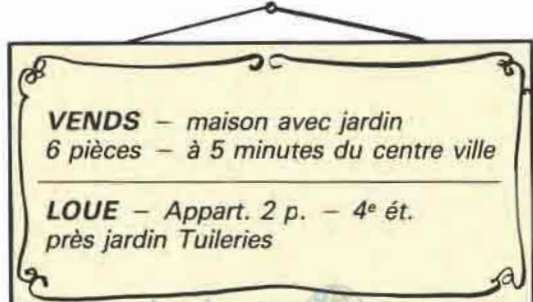 VENDS – maison avec jardin
6 pièces – à 5 minutes du centre ville
LOUE – Appart. 2 p. – 4e ét.
près jardin Tuileries